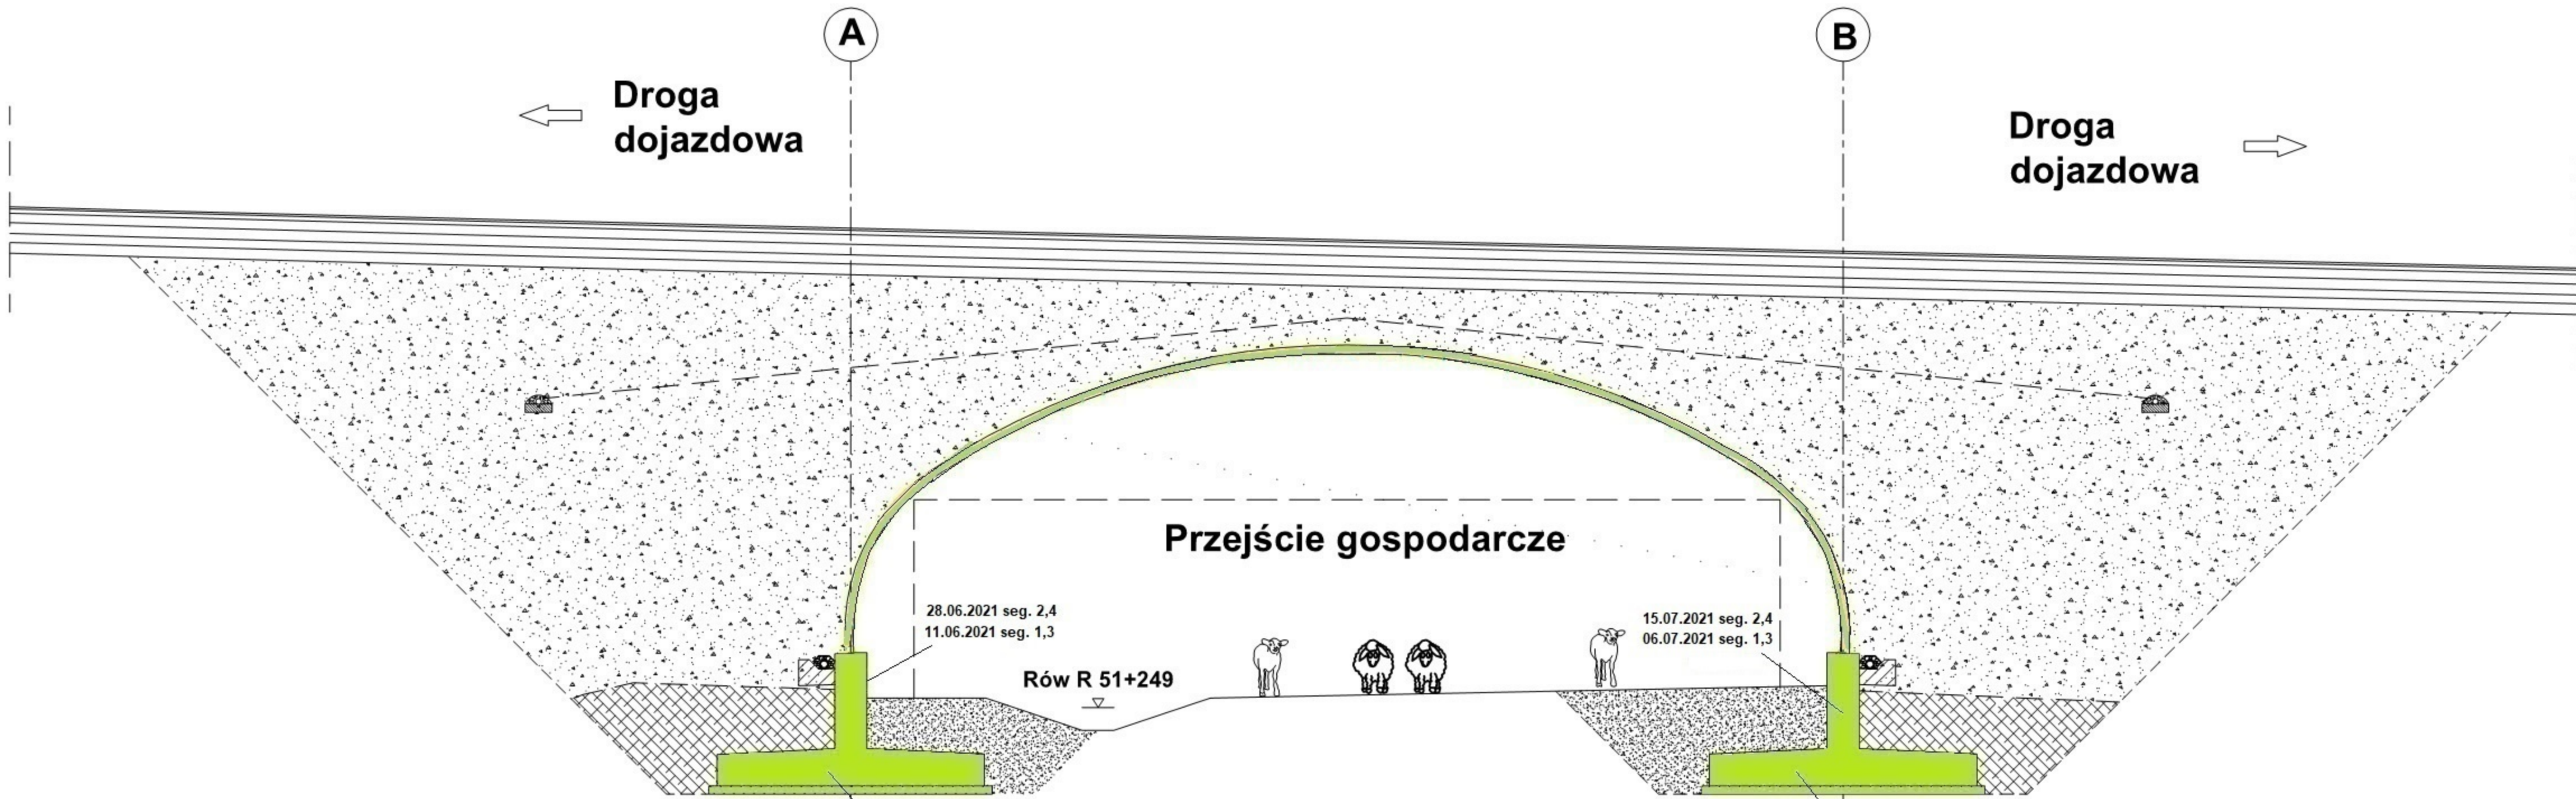 A
B
Droga
dojazdowa
Droga
dojazdowa
Przejście gospodarcze
28.06.2021 seg. 2,4
11.06.2021 seg. 1,3
15.07.2021 seg. 2,4
06.07.2021 seg. 1,3
Rów R 51+249